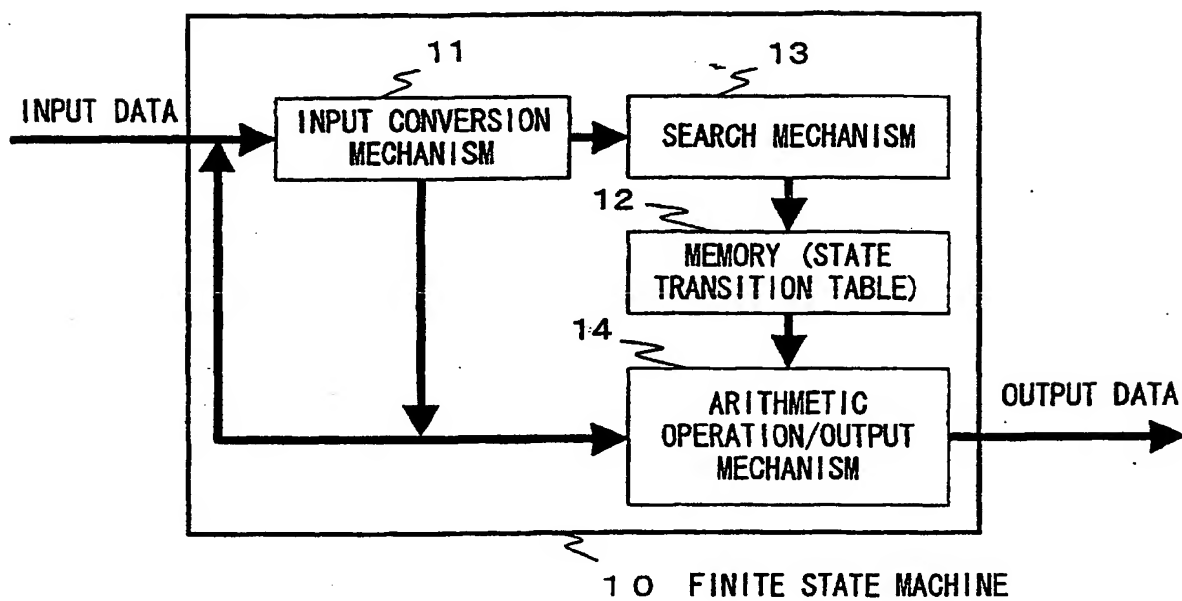 11
13
INPUT DATA
INPUT CONVERSION
MECHANISM
SEARCH MECHANISM
12
MEMORY (STATE
TRANSITION TABLE)
14
ARITHMETIC
OPERATION/OUTPUT
MECHANISM
OUTPUT DATA
10 FINITE STATE MACHINE